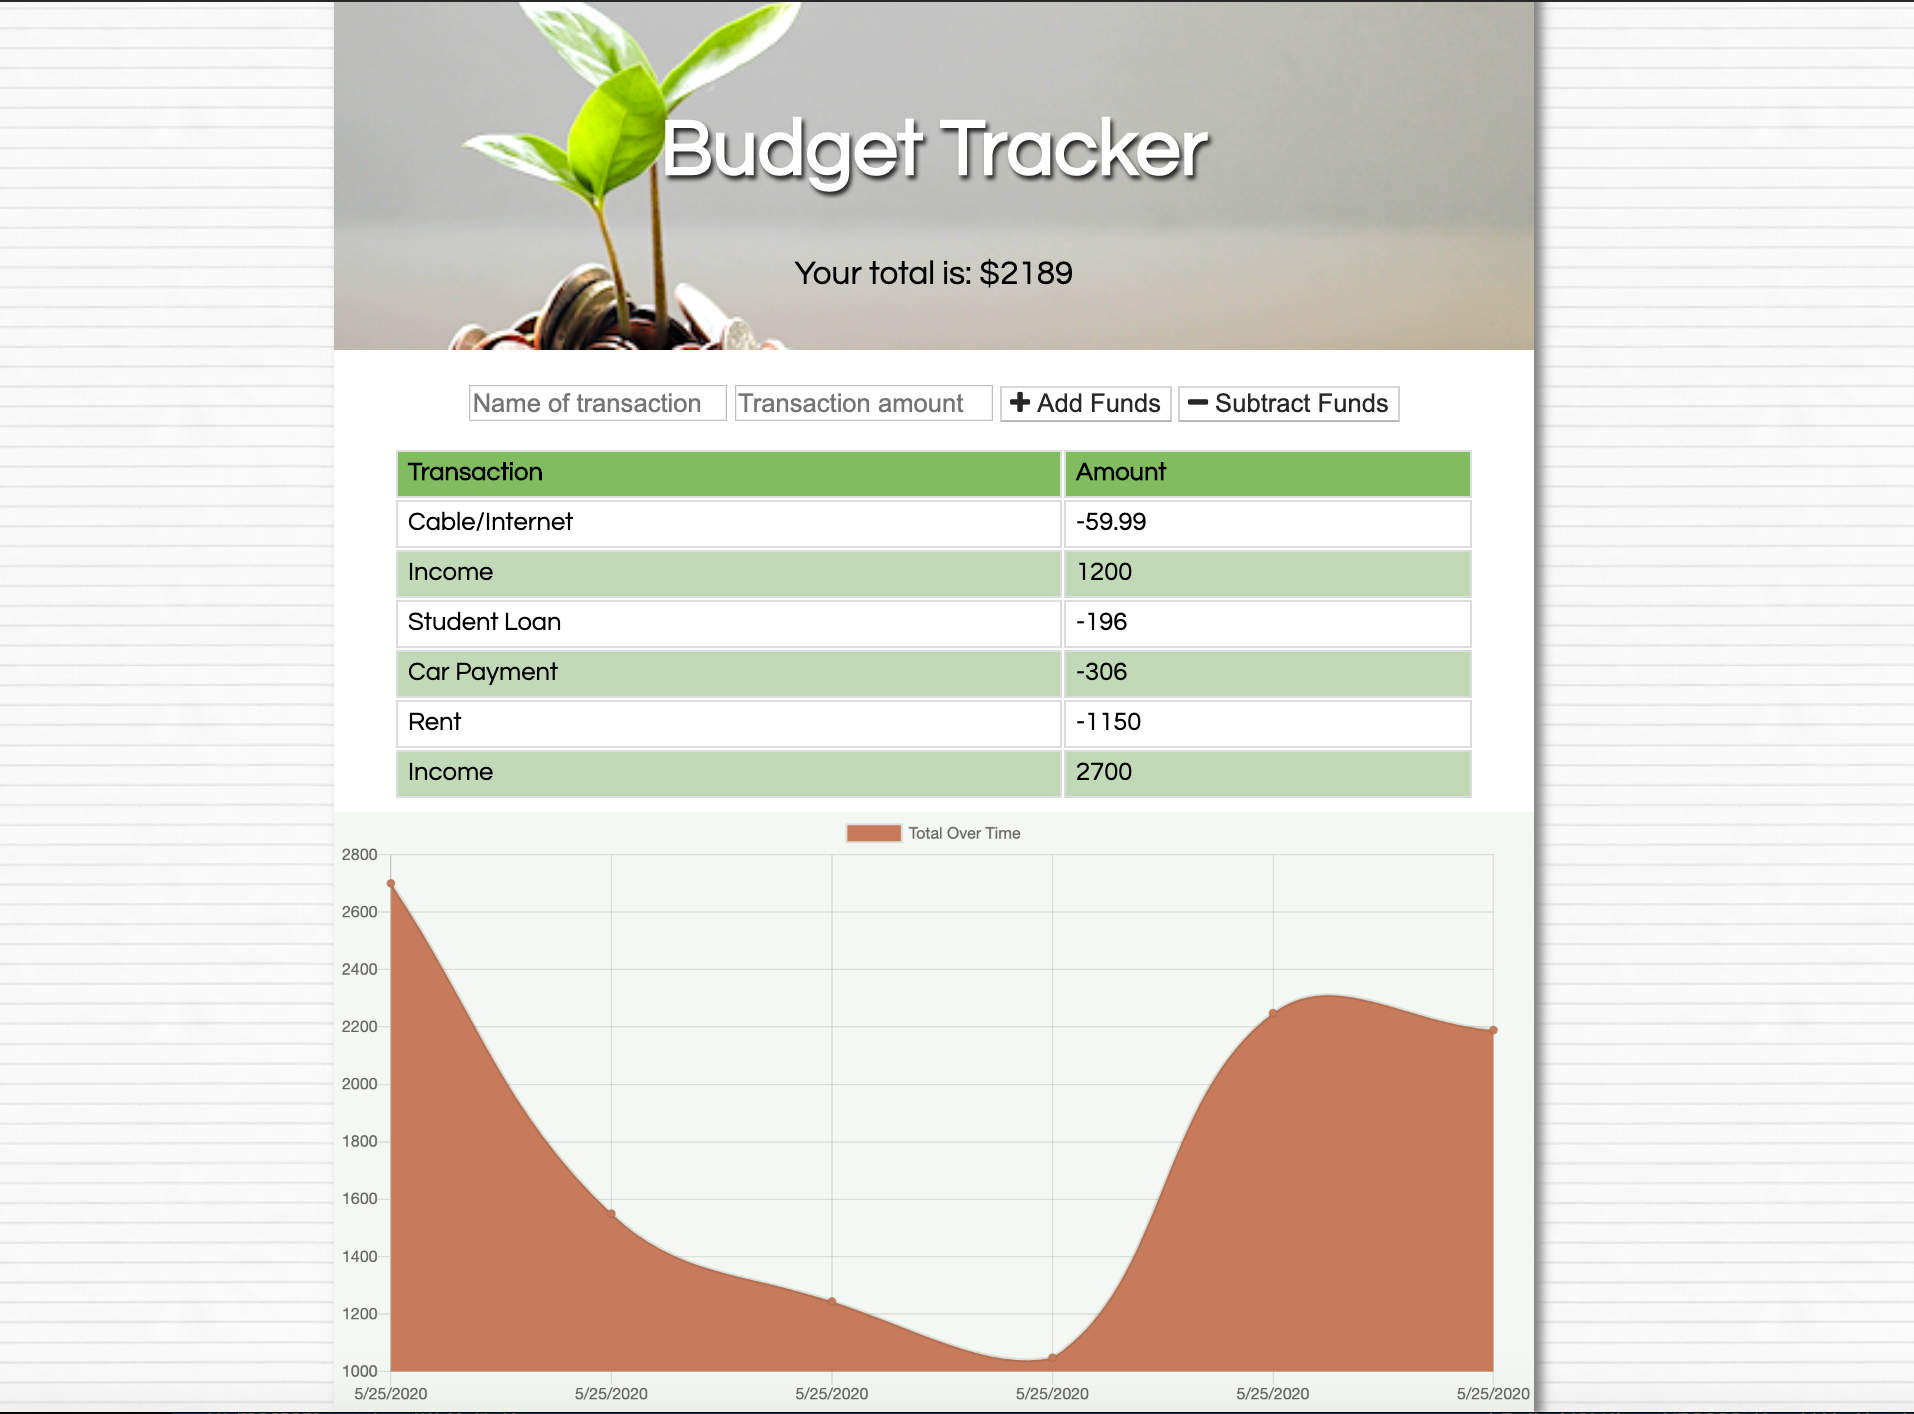 Budget Tracker
Your total is: $2189
Name of transaction Transaction amount Add Funds Subtract Funds
Transaction Amount
Cable/Internet -59.99
Income 1200
Student Loan -196
Car Payment -306
Rent -1150
Income 2700
Total Over Time
2800
2600
2400
2200
2000
1800
1600
1400
1200
1000
5/25/2020 5/25/2020 5/25/2020 5/25/2020 5/25/2020 5/25/2020